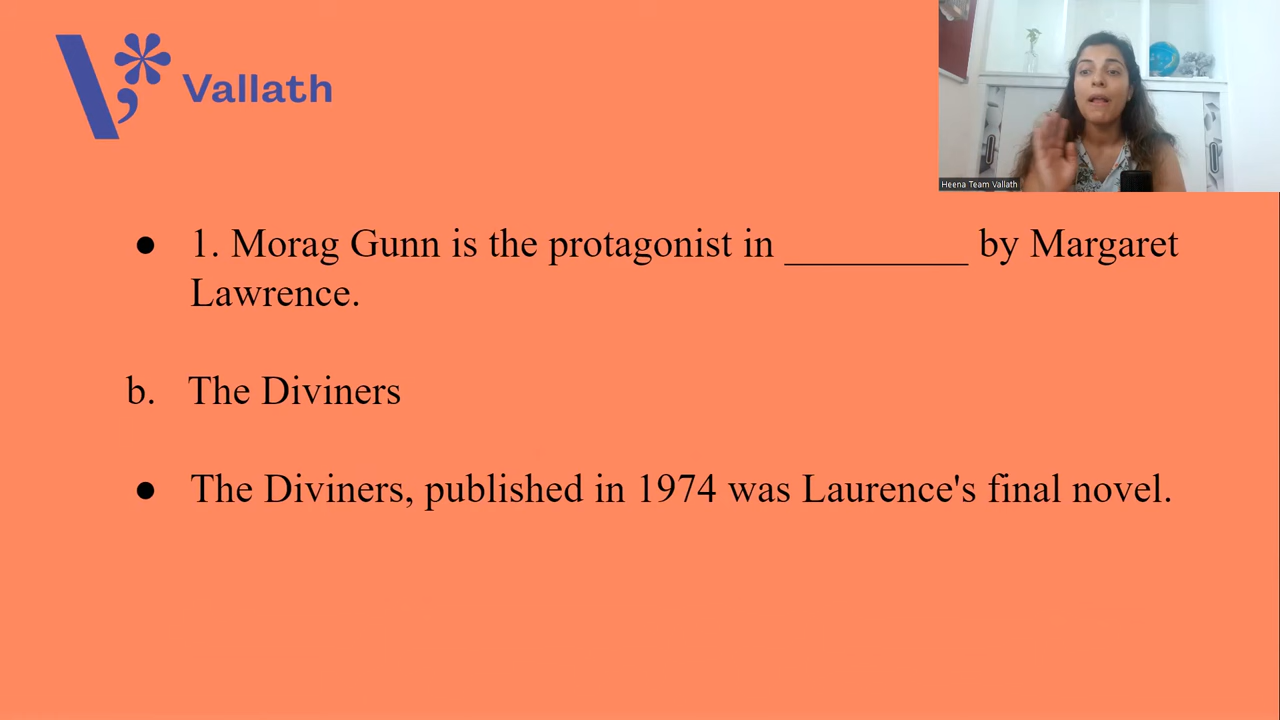 Vallath
Heena Team Vallath
● 1. Morag Gunn is the protagonist in _________ by Margaret
Lawrence.
b. The Diviners
● The Diviners, published in 1974 was Laurence's final novel.